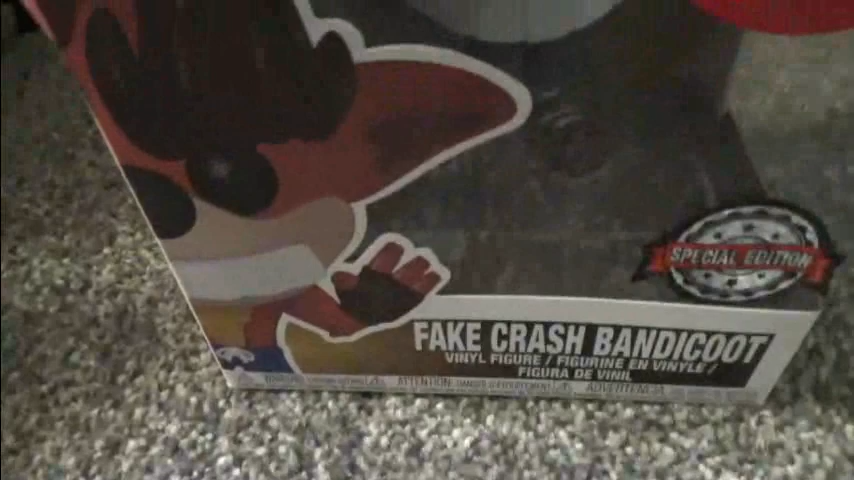 SPECIAL EDITION
FAKE CRASH BANDICOOT
VINYL FIGURE / FIGURINE EN VINYLE /
FIGURA DE VINIL
ATTENTION